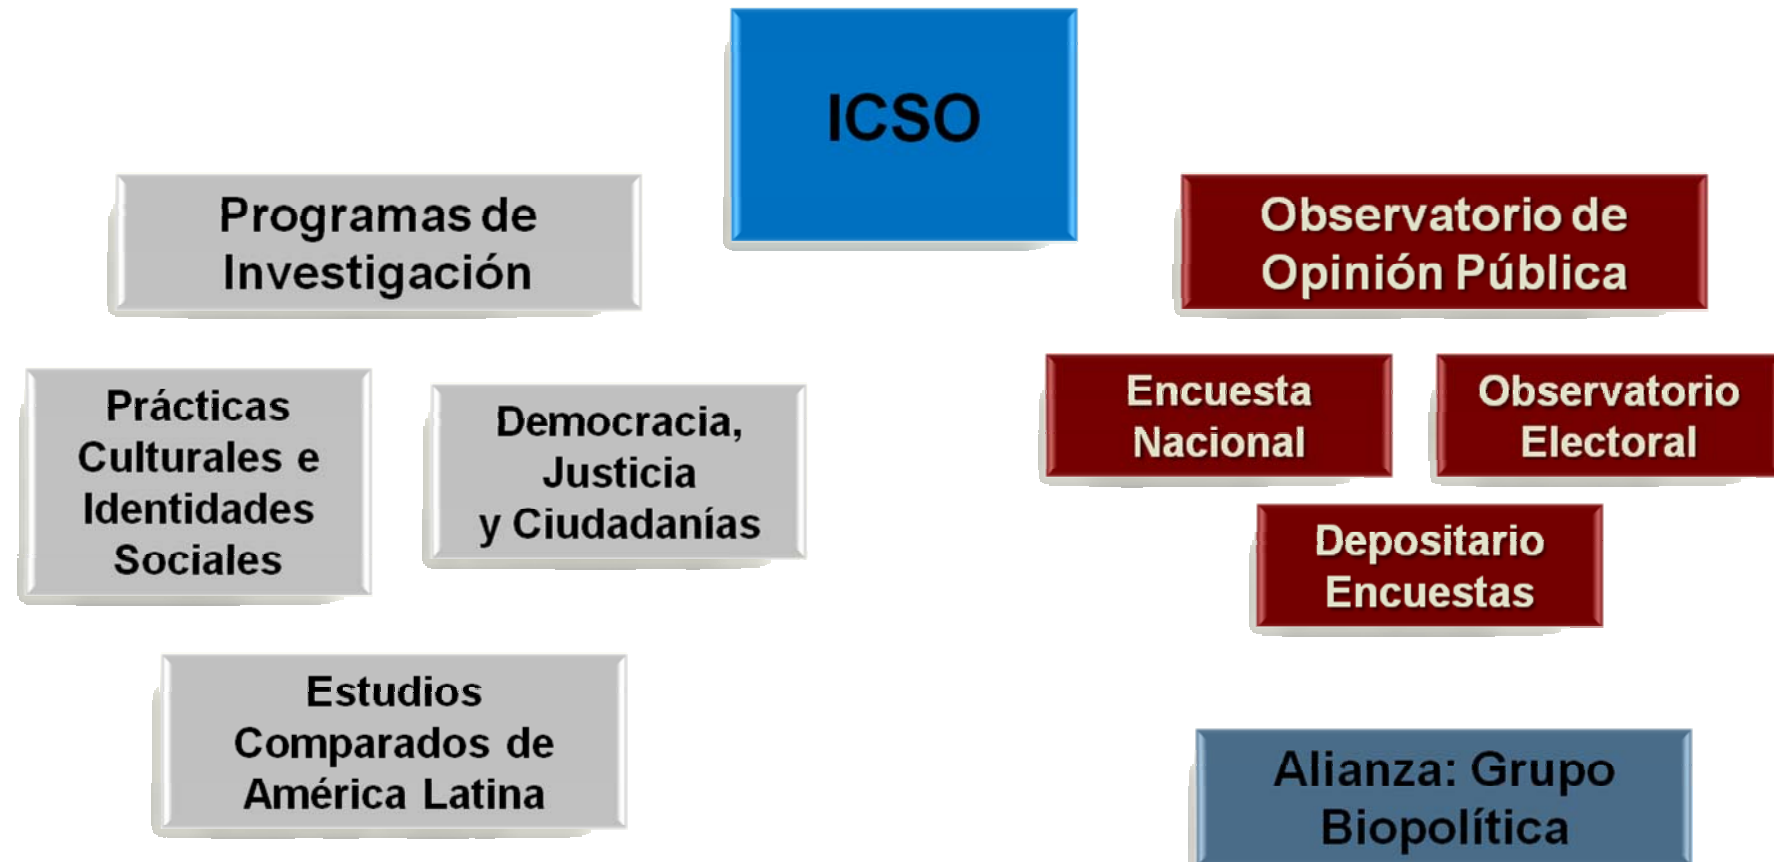 ICSO
Programas de
Investigación
Prácticas
Culturales e
Identidades
Sociales
Democracia,
Justicia
y Ciudadanías
Estudios
Comparados de
América Latina
Observatorio de
Opinión Pública
Encuesta
Nacional
Observatorio
Electoral
Depositario
Encuestas
Alianza: Grupo
Biopolítica